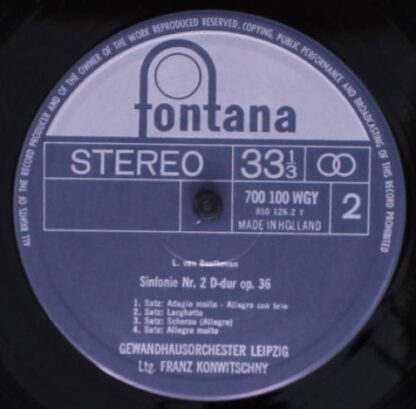 ALL RIGHTS OF THE RECORD PRODUCER AND OF THE OWNER OF THE WORK REPRODUCED RESERVED. COPYING, PUBLIC PERFORMANCE AND BROADCASTING OF THIS RECORD PROHIBITED
fontana
STEREO 33⅓
700 100 WGY
850 126.2 Y
MADE IN HOLLAND
2
L. van Beethoven
Sinfonie Nr. 2 D-dur op. 36
1. Satz: Adagio molto - Allegro con brio
2. Satz: Larghetto
3. Satz: Scherzo (Allegro)
4. Satz: Allegro molto
GEWANDHAUSORCHESTER LEIPZIG
Ltg. FRANZ KONWITSCHNY